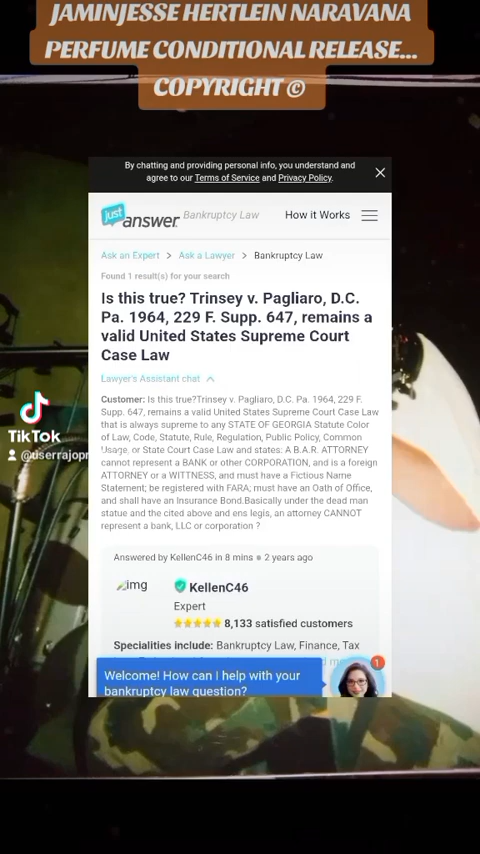 JAMINJESSE HERTLEIN NARAVANA
PERFUME CONDITIONAL RELEASE...
COPYRIGHT ©
By chatting and providing personal info, you understand and
agree to our Terms of Service and Privacy Policy.
just answer Bankruptcy Law How it Works
Ask an Expert > Ask a Lawyer > Bankruptcy Law
Found 1 result(s) for your search
Is this true? Trinsey v. Pagliaro, D.C.
Pa. 1964, 229 F. Supp. 647, remains a
valid United States Supreme Court
Case Law
Lawyer's Assistant chat
Customer: Is this true?Trinsey v. Pagliaro, D.C. Pa. 1964, 229 F.
Supp. 647, remains a valid United States Supreme Court Case Law
that is always supreme to any STATE OF GEORGIA Statute Color
of Law, Code, Statute, Rule, Regulation, Public Policy, Common
Usage, or State Court Case Law and states: A B.A.R. ATTORNEY
cannot represent a BANK or other CORPORATION, and is a foreign
ATTORNEY or a WITTNESS, and must have a Fictious Name
Statement; be registered with FARA; must have an Oath of Office,
and shall have an Insurance Bond.Basically under the dead man
statue and the cited above and ens legis, an attorney CANNOT
represent a bank, LLC or corporation ?
Answered by KellenC46 in 8 mins 2 years ago
img
KellenC46
Expert
8,133 satisfied customers
Specialities include: Bankruptcy Law, Finance, Tax
Welcome! How can I help with your
bankruptcy law question?
1
TikTok
@userrajopr